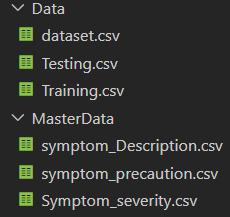 Data
dataset.csv
Testing.csv
Training.csv
MasterData
symptom_Description.csv
symptom_precaution.csv
Symptom_severity.csv